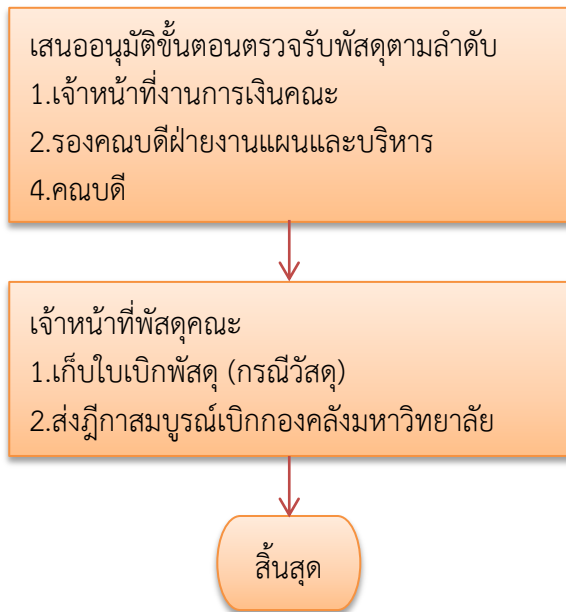 เสนออนุมัติขั้นตอนตรวจรับพัสดุตามลำดับ
1.เจ้าหน้าที่งานการเงินคณะ
2.รองคณบดีฝ่ายงานแผนและบริหาร
4.คณบดี
เจ้าหน้าที่พัสดุคณะ
1.เก็บใบเบิกพัสดุ (กรณีวัสดุ)
2.ส่งฎีกาสมบูรณ์เบิกกองคลังมหาวิทยาลัย
สิ้นสุด